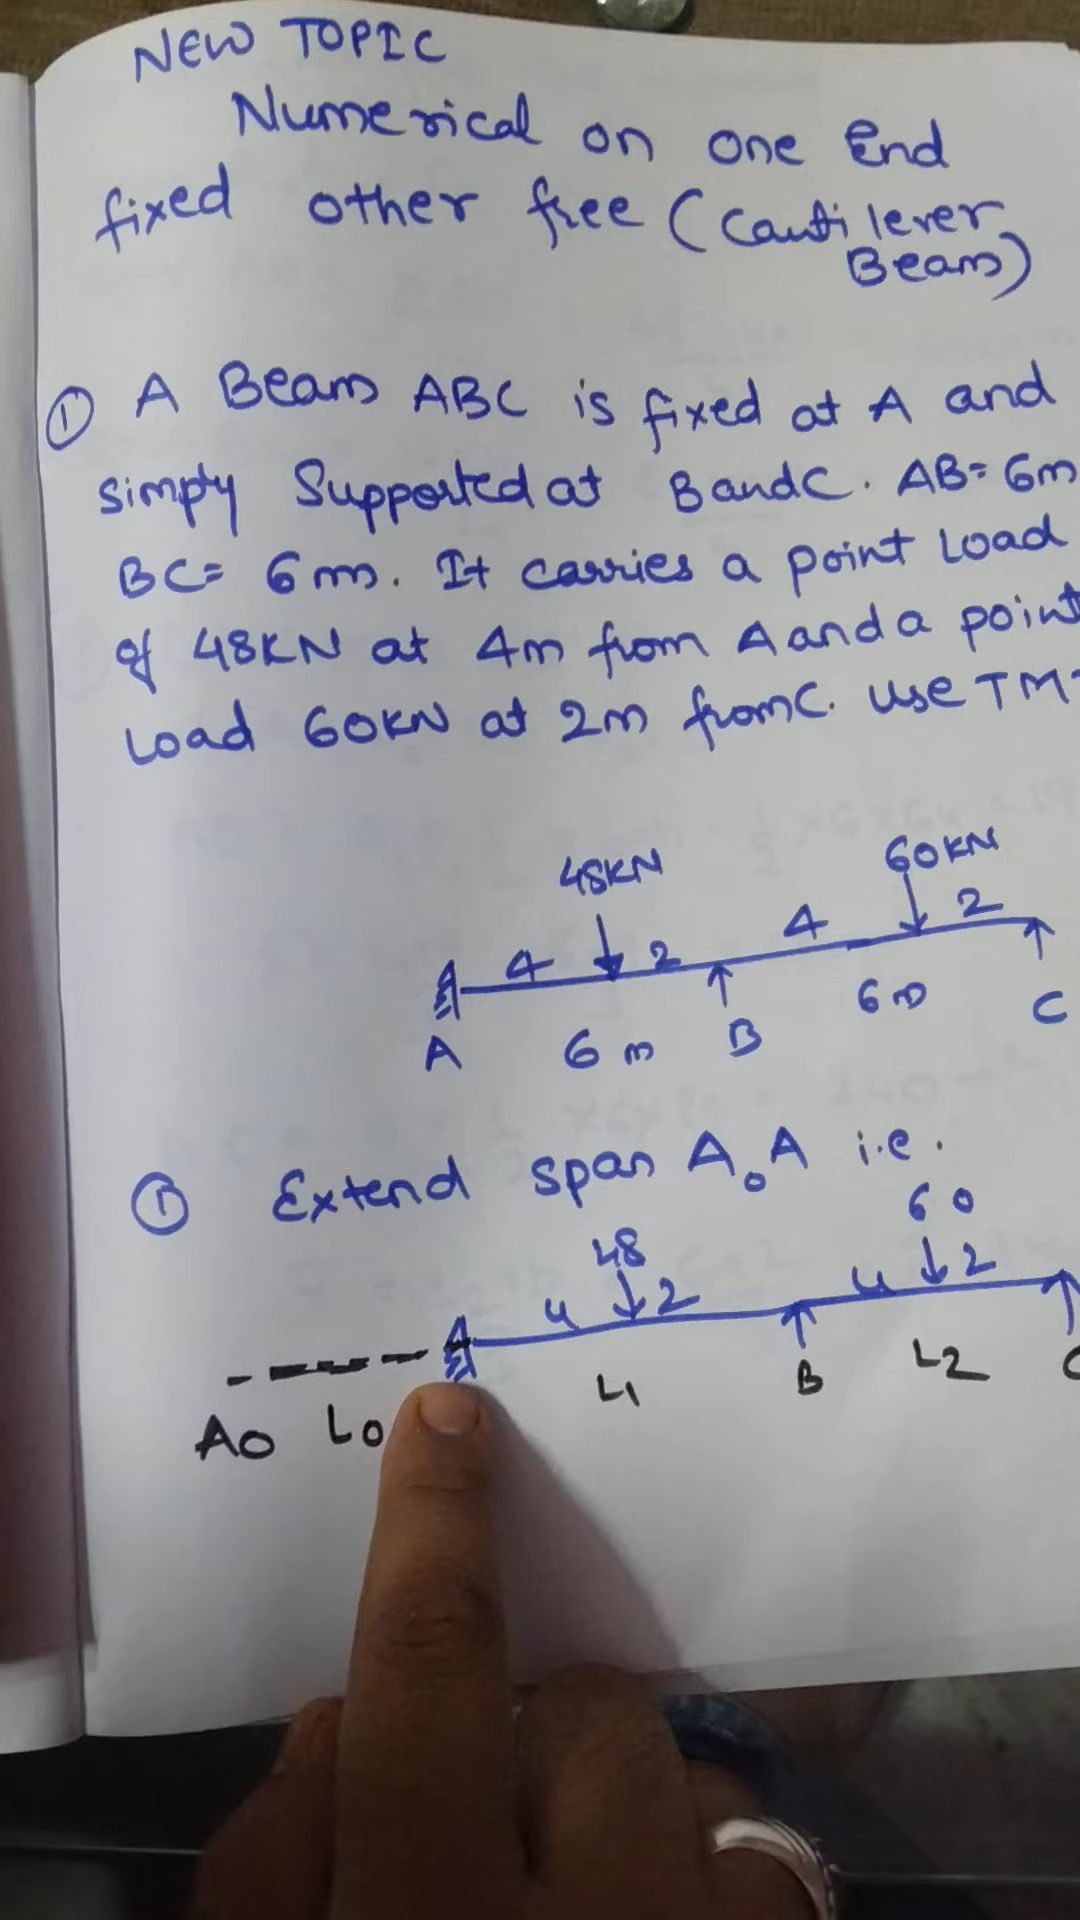 NEW TOPIC
Numerical on one End
fixed other free (Cantilever
Beam)
① A Beam ABC is fixed at A and
simply Supported at B and C. AB= 6m
BC= 6m. It carries a point Load
of 48KN at 4m from A and a point
Load 60KN at 2m from C. Use TM
48KN
60KN
4 2 4 2
A 6 m B 6 m C
① Extend span A₀A i.e.
48
60
4 2 4 2
A0 L0 L1 B L2 C